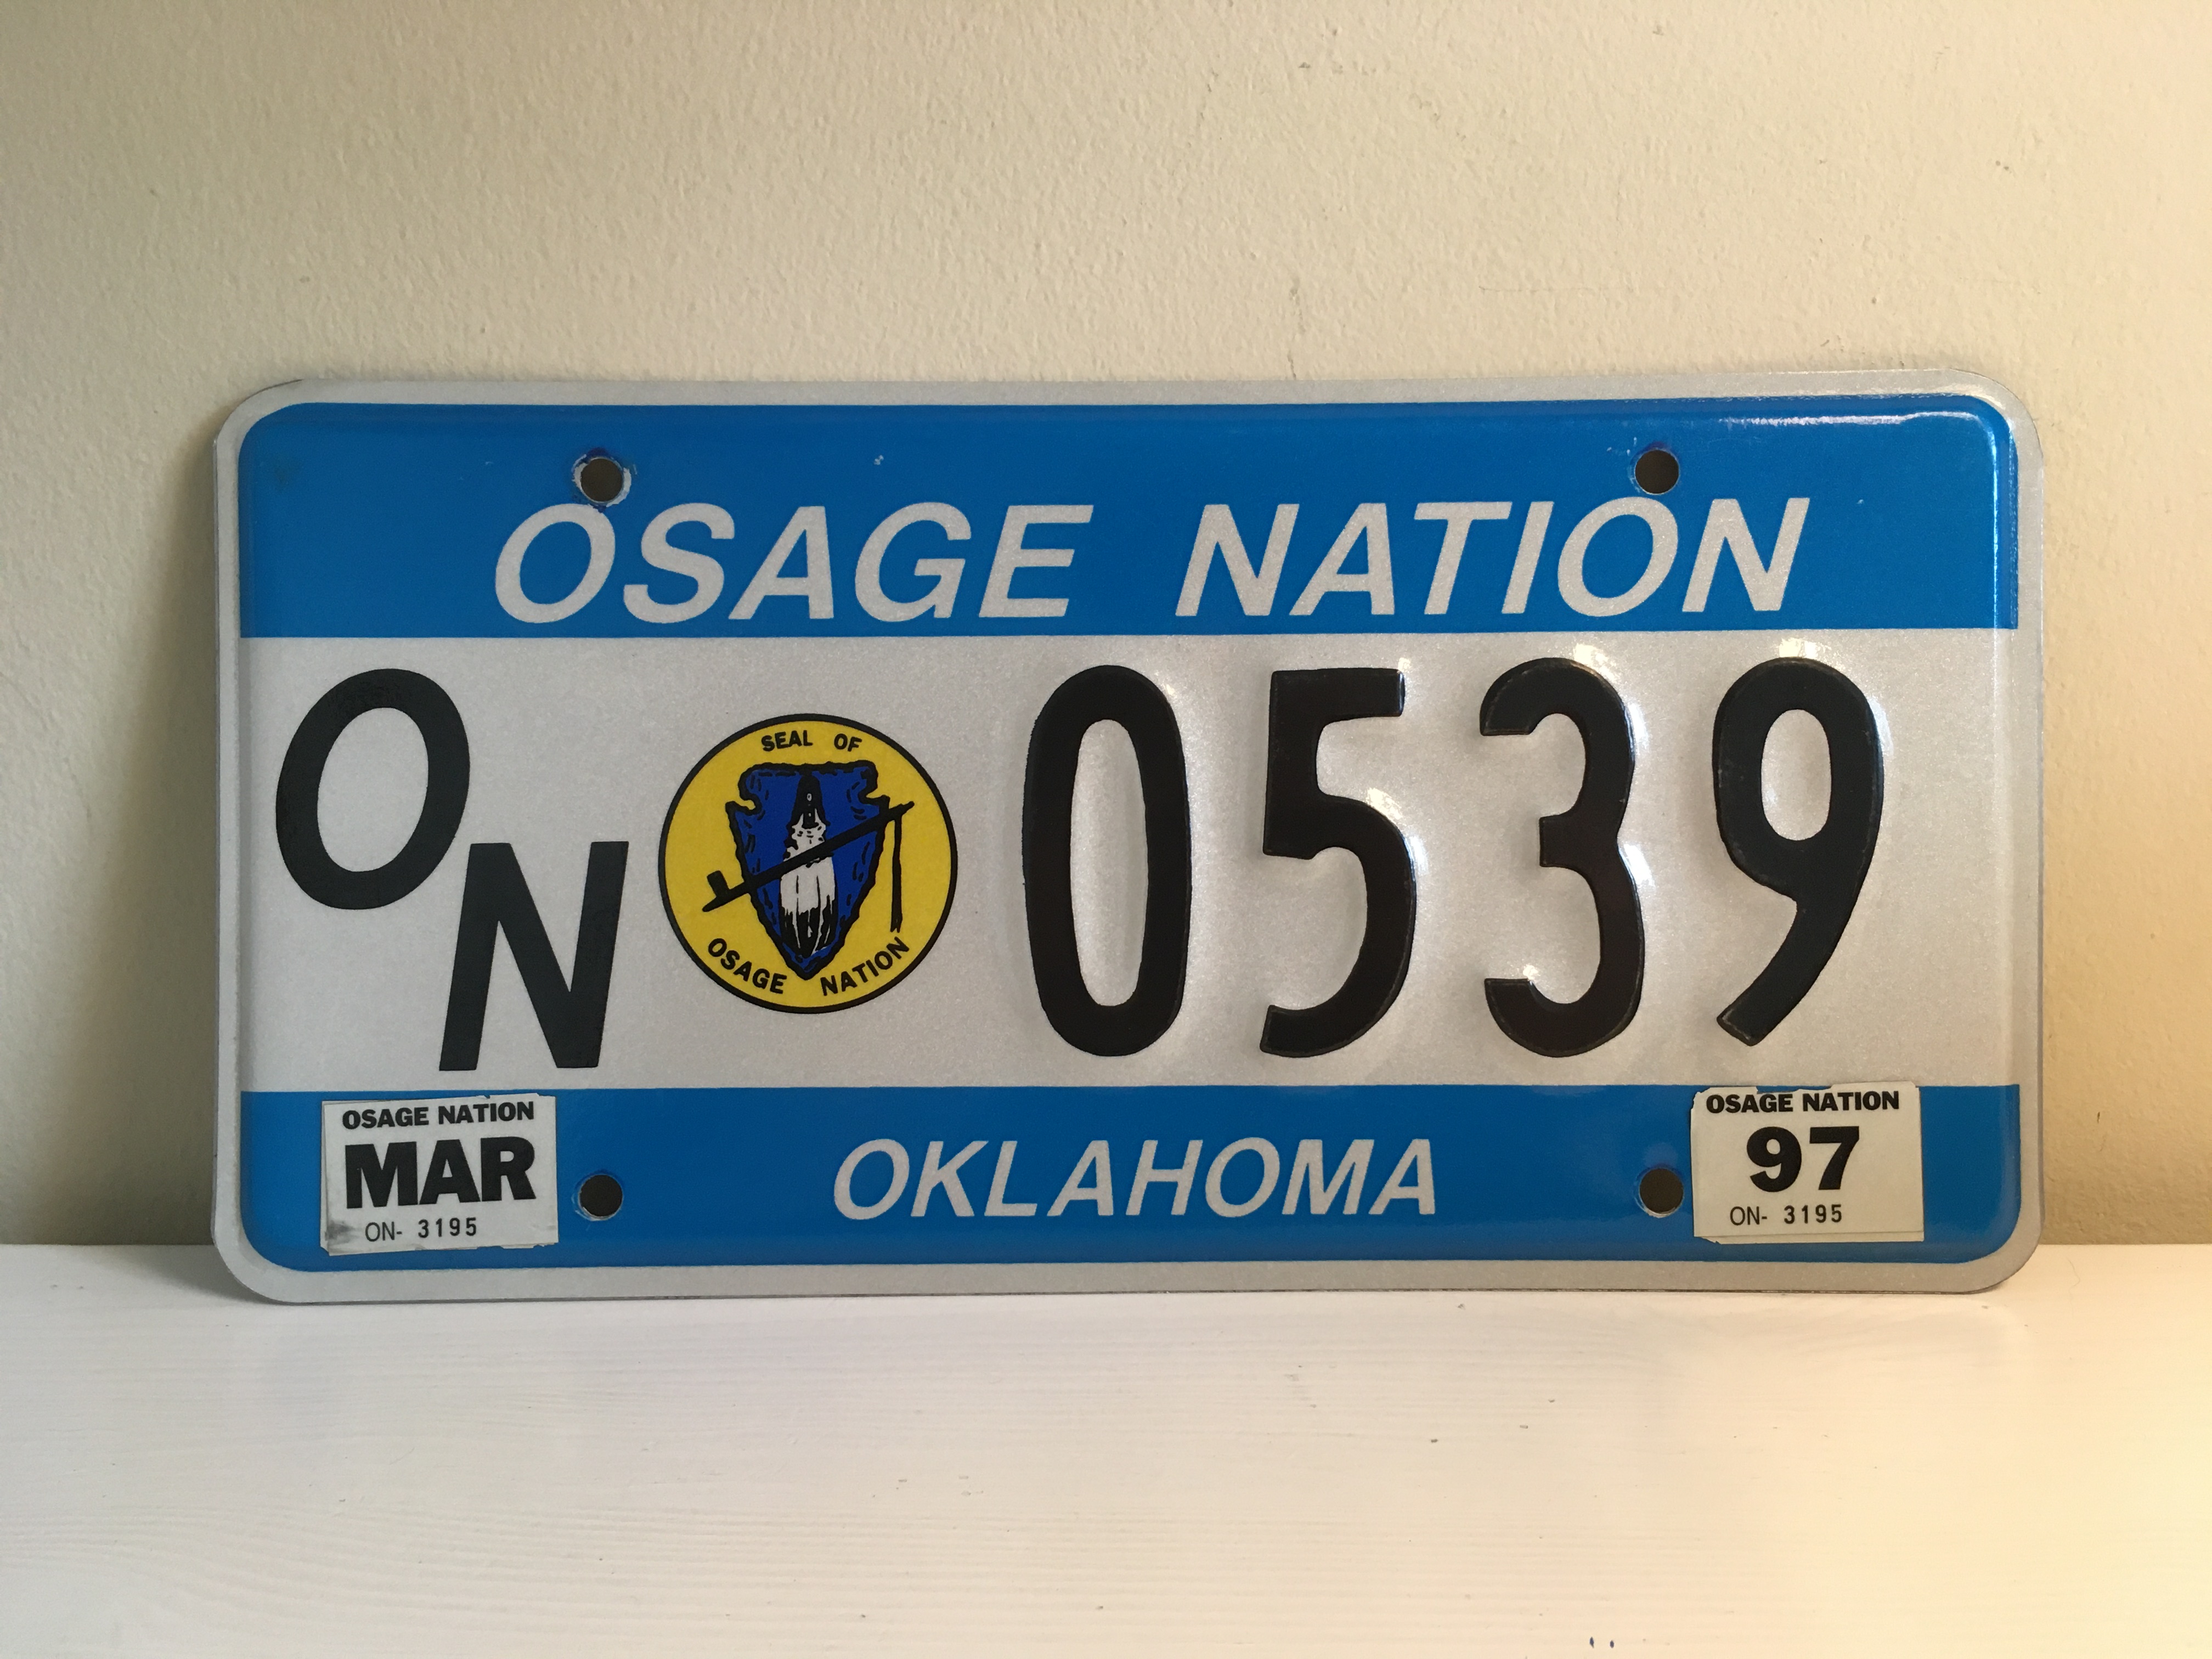 OSAGE NATION
ON
SEAL OF
OSAGE NATION
0539
OSAGE NATION
MAR
ON- 3195
OKLAHOMA
OSAGE NATION
97
ON- 3195